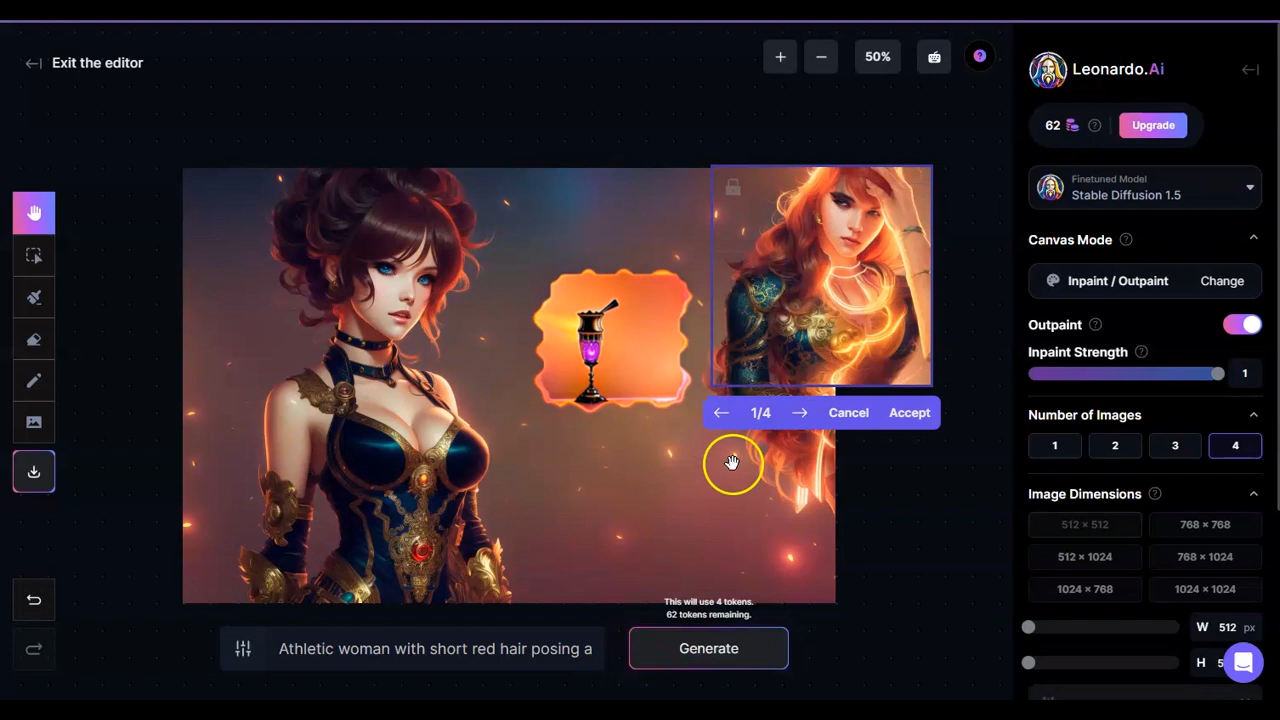 Exit the editor
50%
Leonardo.Ai
62
Upgrade
Finetuned Model
Stable Diffusion 1.5
Canvas Mode
Inpaint / Outpaint
Change
Outpaint
Inpaint Strength
1
1/4
Cancel
Accept
Number of Images
1
2
3
4
Image Dimensions
512 × 512
768 × 768
512 × 1024
768 × 1024
1024 × 768
1024 × 1024
This will use 4 tokens.
62 tokens remaining.
W 512 px
Athletic woman with short red hair posing a
Generate
H